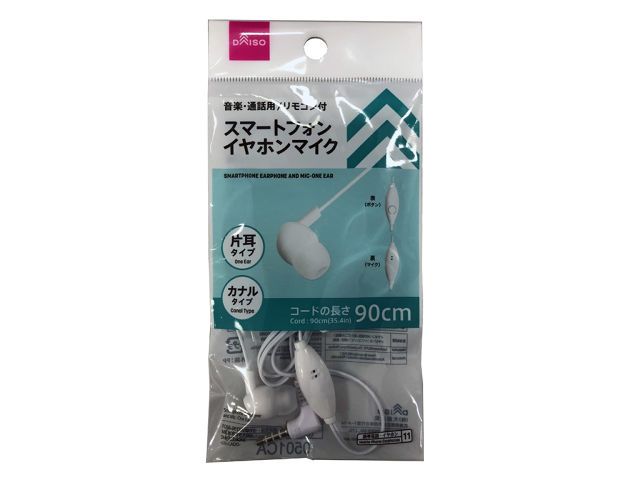 DAISO
音楽・通話用/リモコン付
スマートフォン
イヤホンマイク
SMARTPHONE EARPHONE AND MIC-ONE EAR
表
(ボタン)
裏
(マイク)
片耳
タイプ
One Ear
カナル
タイプ
Canal Type
コードの長さ 90cm
Cord : 90cm(35.4in)
0501CA
11